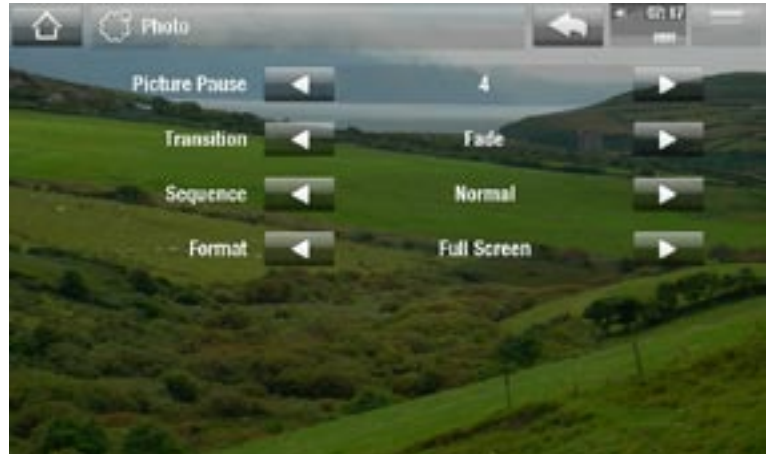 Photo
Picture Pause 4
Transition Fade
Sequence Normal
Format Full Screen